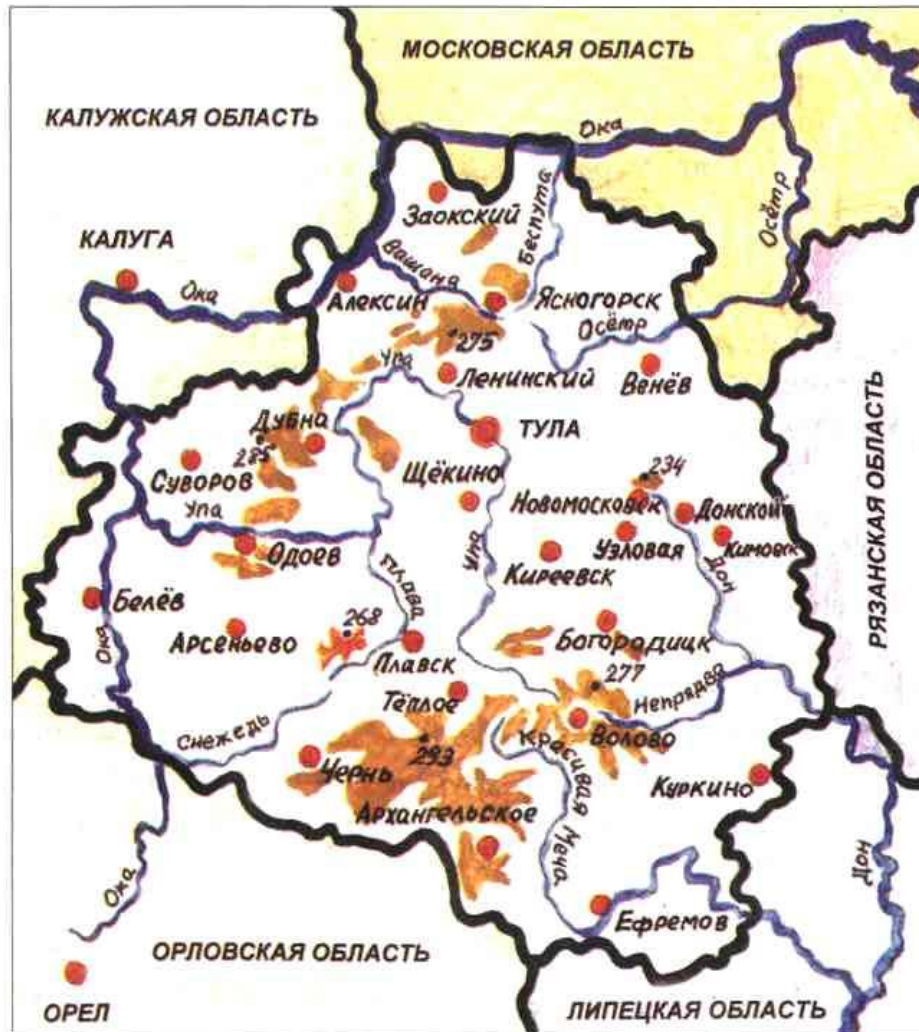 МОСКОВСКАЯ ОБЛАСТЬ
КАЛУЖСКАЯ ОБЛАСТЬ
Ока
Заокский
Беспута
Осётр
КАЛУГА
Вашана
Ока
Алексин
Ясногорск
Осётр
275
Упа
Ленинский
Венёв
Дубна
ТУЛА
285
Суворов
Щёкино
234
Новомосковск
Донской
Упа
Узловая
Кимовск
Одоев
Упа
Киреевск
Дон
РЯЗАНСКАЯ ОБЛАСТЬ
Плава
Белёв
Ока
Арсеньево
268
Богородицк
Плавск
277
Непрядва
Тёплое
Снежедь
Волово
Красивая Меча
Чернь
293
Куркино
Архангельское
Ока
Дон
Ефремов
ОРЛОВСКАЯ ОБЛАСТЬ
ОРЕЛ
ЛИПЕЦКАЯ ОБЛАСТЬ